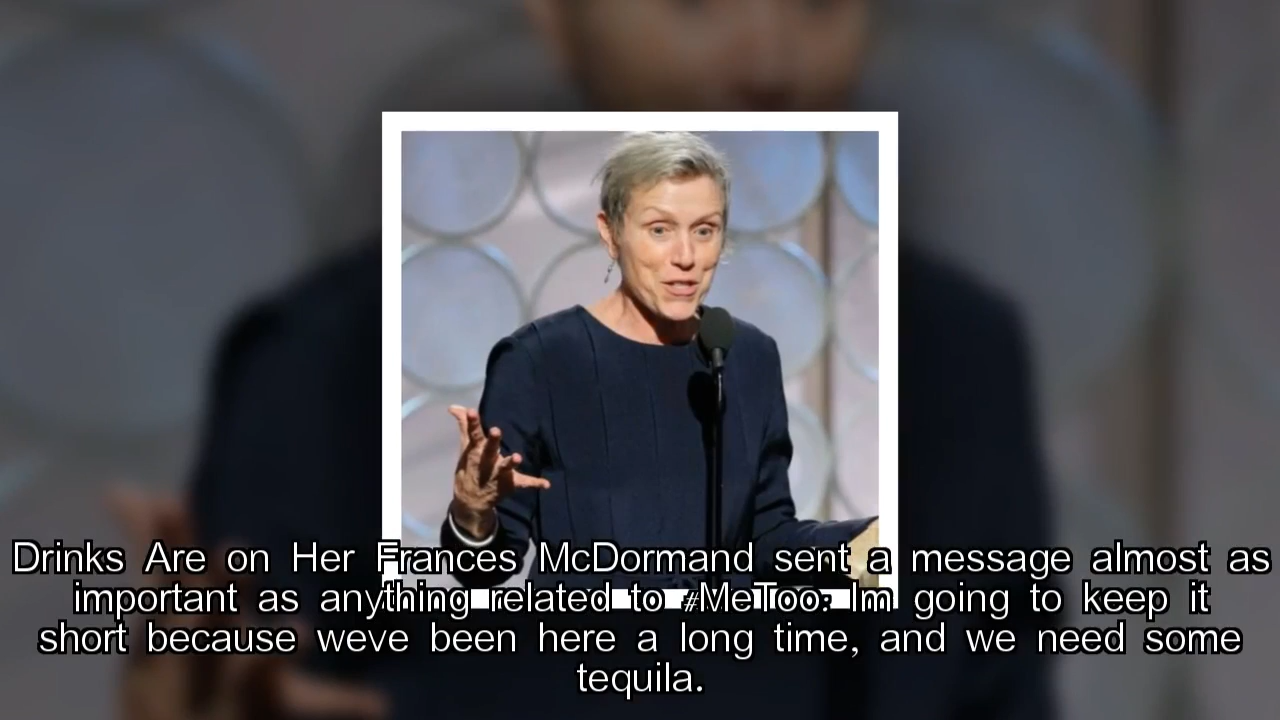 Drinks Are on Her Frances McDormand sent a message almost as
important as anything related to #MeToo: Im going to keep it
short because weve been here a long time, and we need some
tequila.